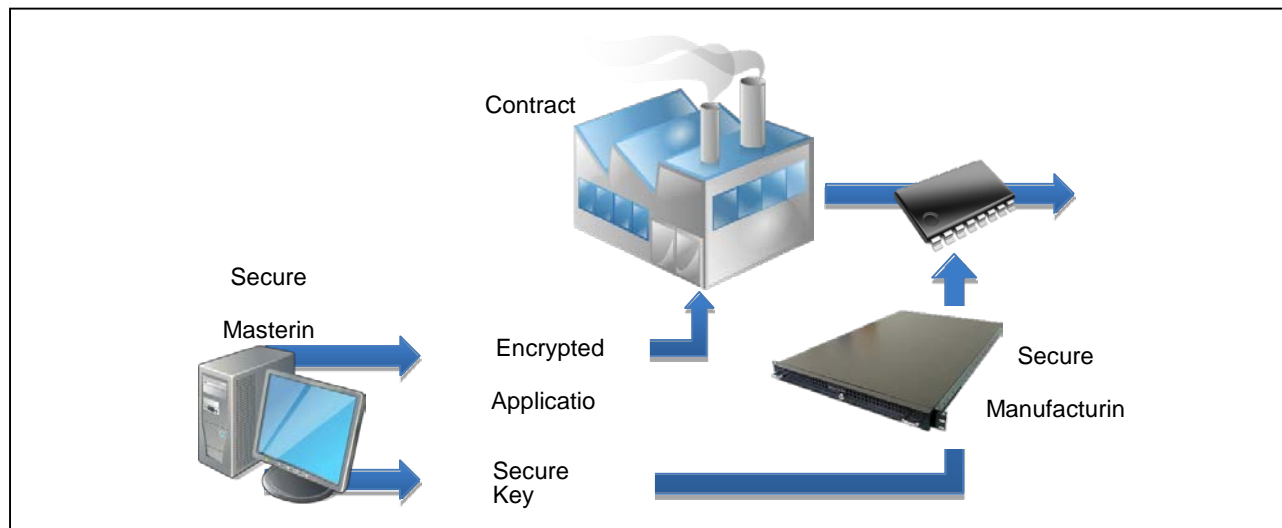 Contract
Secure
Masterin
Encrypted
Applicatio
Secure
Manufacturin
Secure
Key